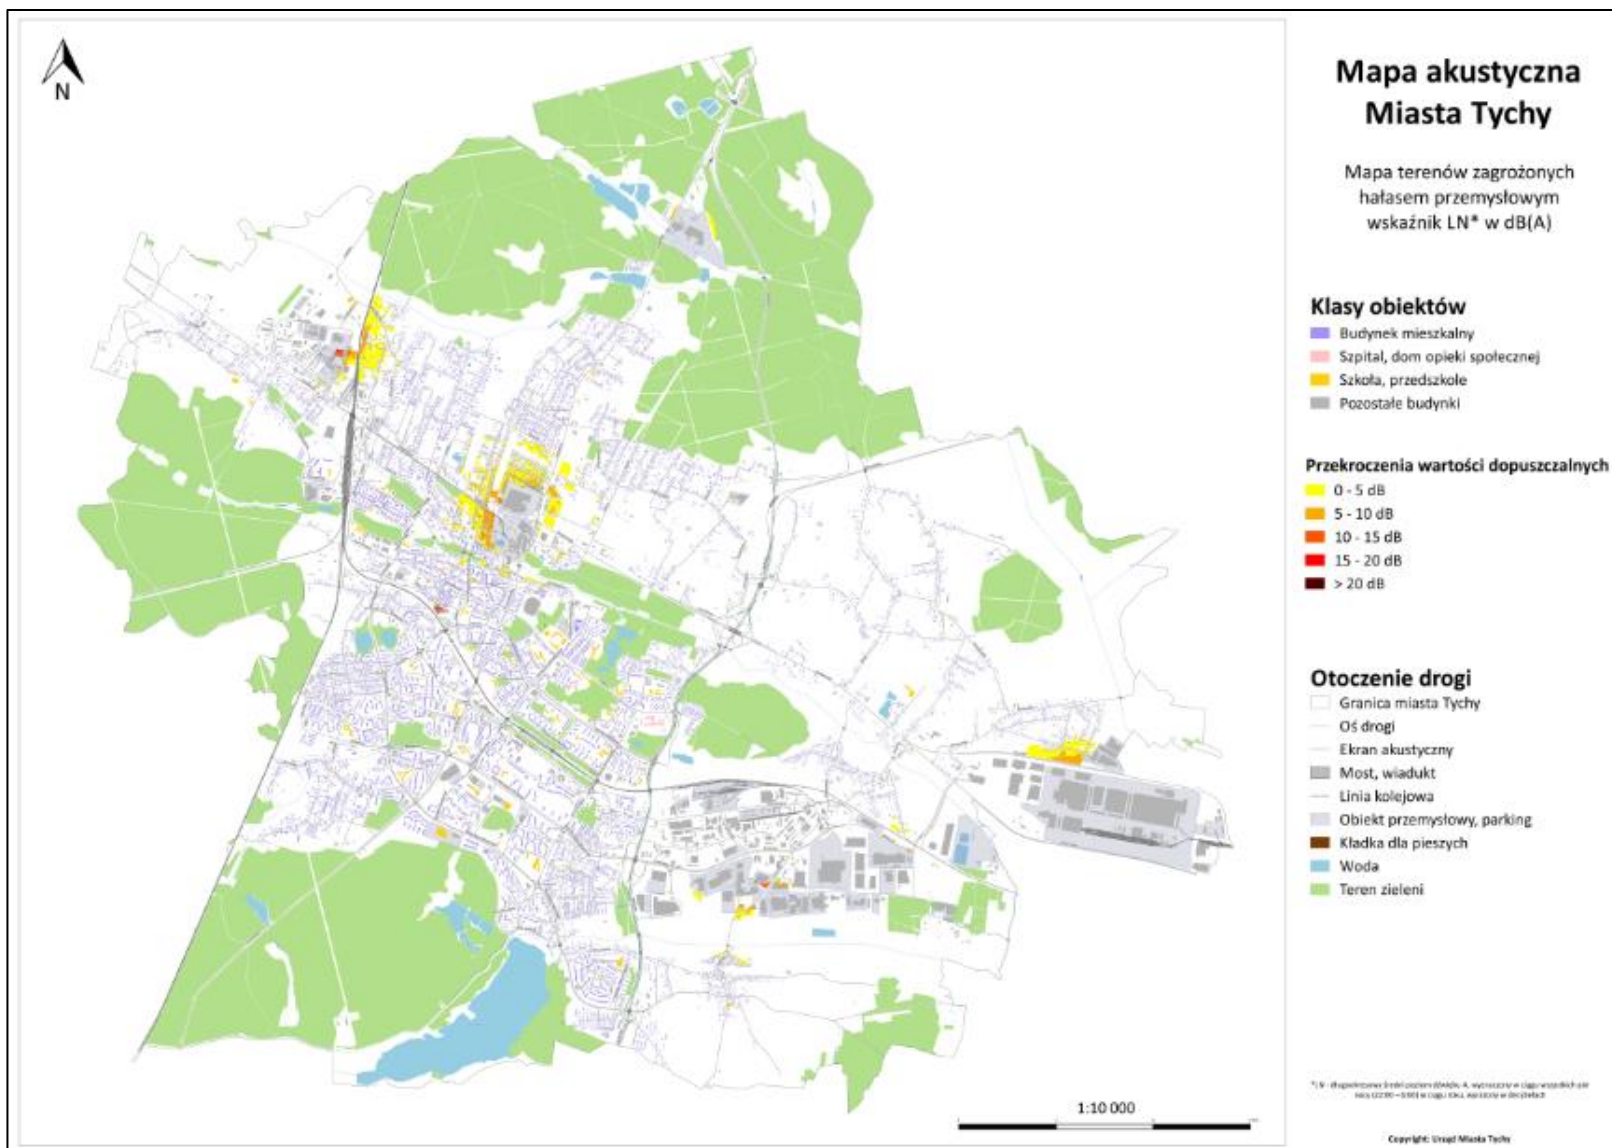 N
Mapa akustyczna
Miasta Tychy
Mapa terenów zagrożonych
hałasem przemysłowym
wskaźnik LN* w dB(A)
Klasy obiektów
Budynek mieszkalny
Szpital, dom opieki społecznej
Szkoła, przedszkole
Pozostałe budynki
Przekroczenia wartości dopuszczalnych
0 - 5 dB
5 - 10 dB
10 - 15 dB
15 - 20 dB
> 20 dB
Otoczenie drogi
Granica miasta Tychy
Oś drogi
Ekran akustyczny
Most, wiadukt
Linia kolejowa
Obiekt przemysłowy, parking
Kładka dla pieszych
Woda
Teren zieleni
1:10 000
Copyright: Urząd Miasta Tychy